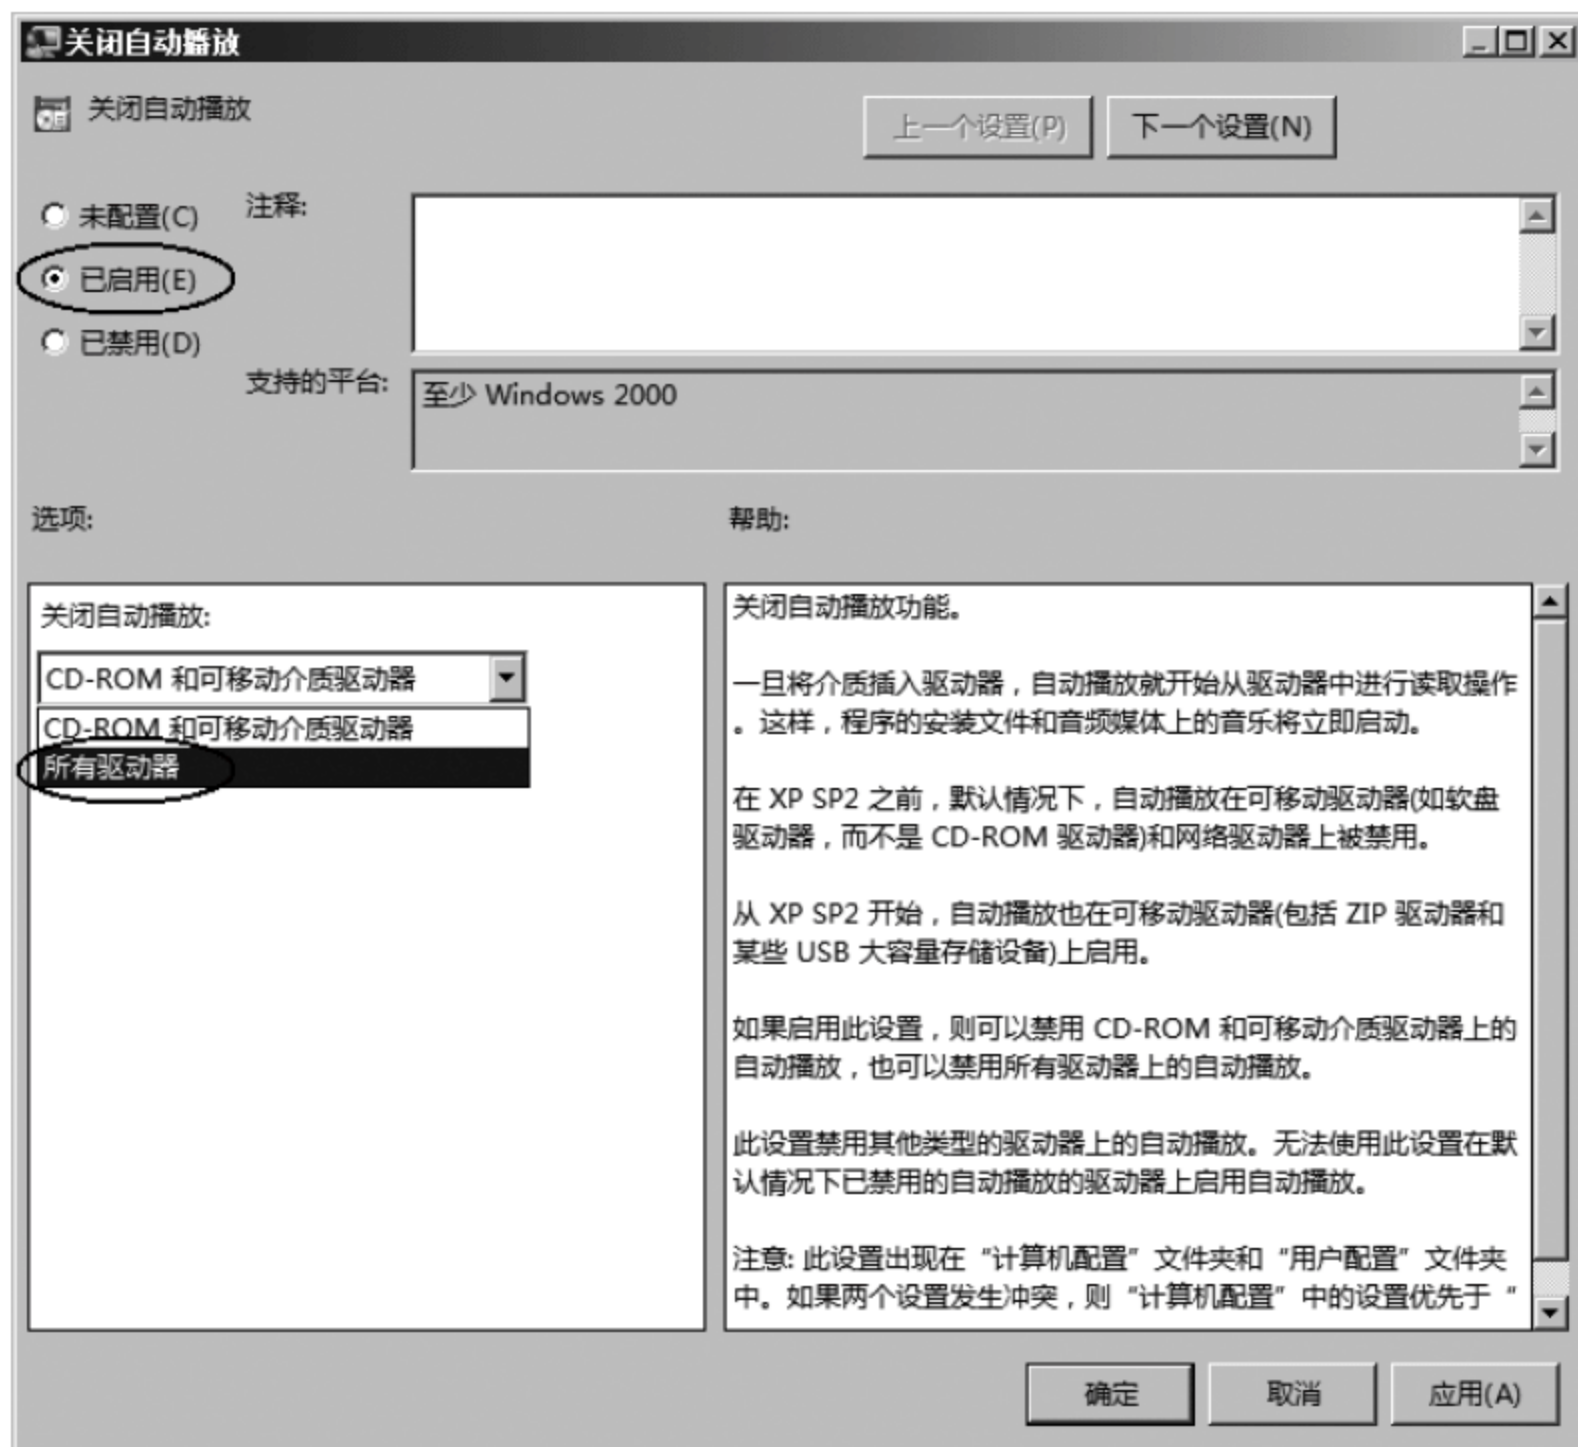 关闭自动播放
关闭自动播放
上一个设置(P)
下一个设置(N)
未配置(C)
注释:
已启用(E)
已禁用(D)
支持的平台:
至少 Windows 2000
选项:
帮助:
关闭自动播放:
CD-ROM 和可移动介质驱动器
CD-ROM 和可移动介质驱动器
所有驱动器
关闭自动播放功能。
一旦将介质插入驱动器，自动播放就开始从驱动器中进行读取操作
。这样，程序的安装文件和音频媒体上的音乐将立即启动。
在 XP SP2 之前，默认情况下，自动播放在可移动驱动器(如软盘
驱动器，而不是 CD-ROM 驱动器)和网络驱动器上被禁用。
从 XP SP2 开始，自动播放也在可移动驱动器(包括 ZIP 驱动器和
某些 USB 大容量存储设备)上启用。
如果启用此设置，则可以禁用 CD-ROM 和可移动介质驱动器上的
自动播放，也可以禁用所有驱动器上的自动播放。
此设置禁用其他类型的驱动器上的自动播放。无法使用此设置在默
认情况下已禁用的自动播放的驱动器上启用自动播放。
注意: 此设置出现在“计算机配置”文件夹和“用户配置”文件夹
中。如果两个设置发生冲突，则“计算机配置”中的设置优先于“
确定
取消
应用(A)